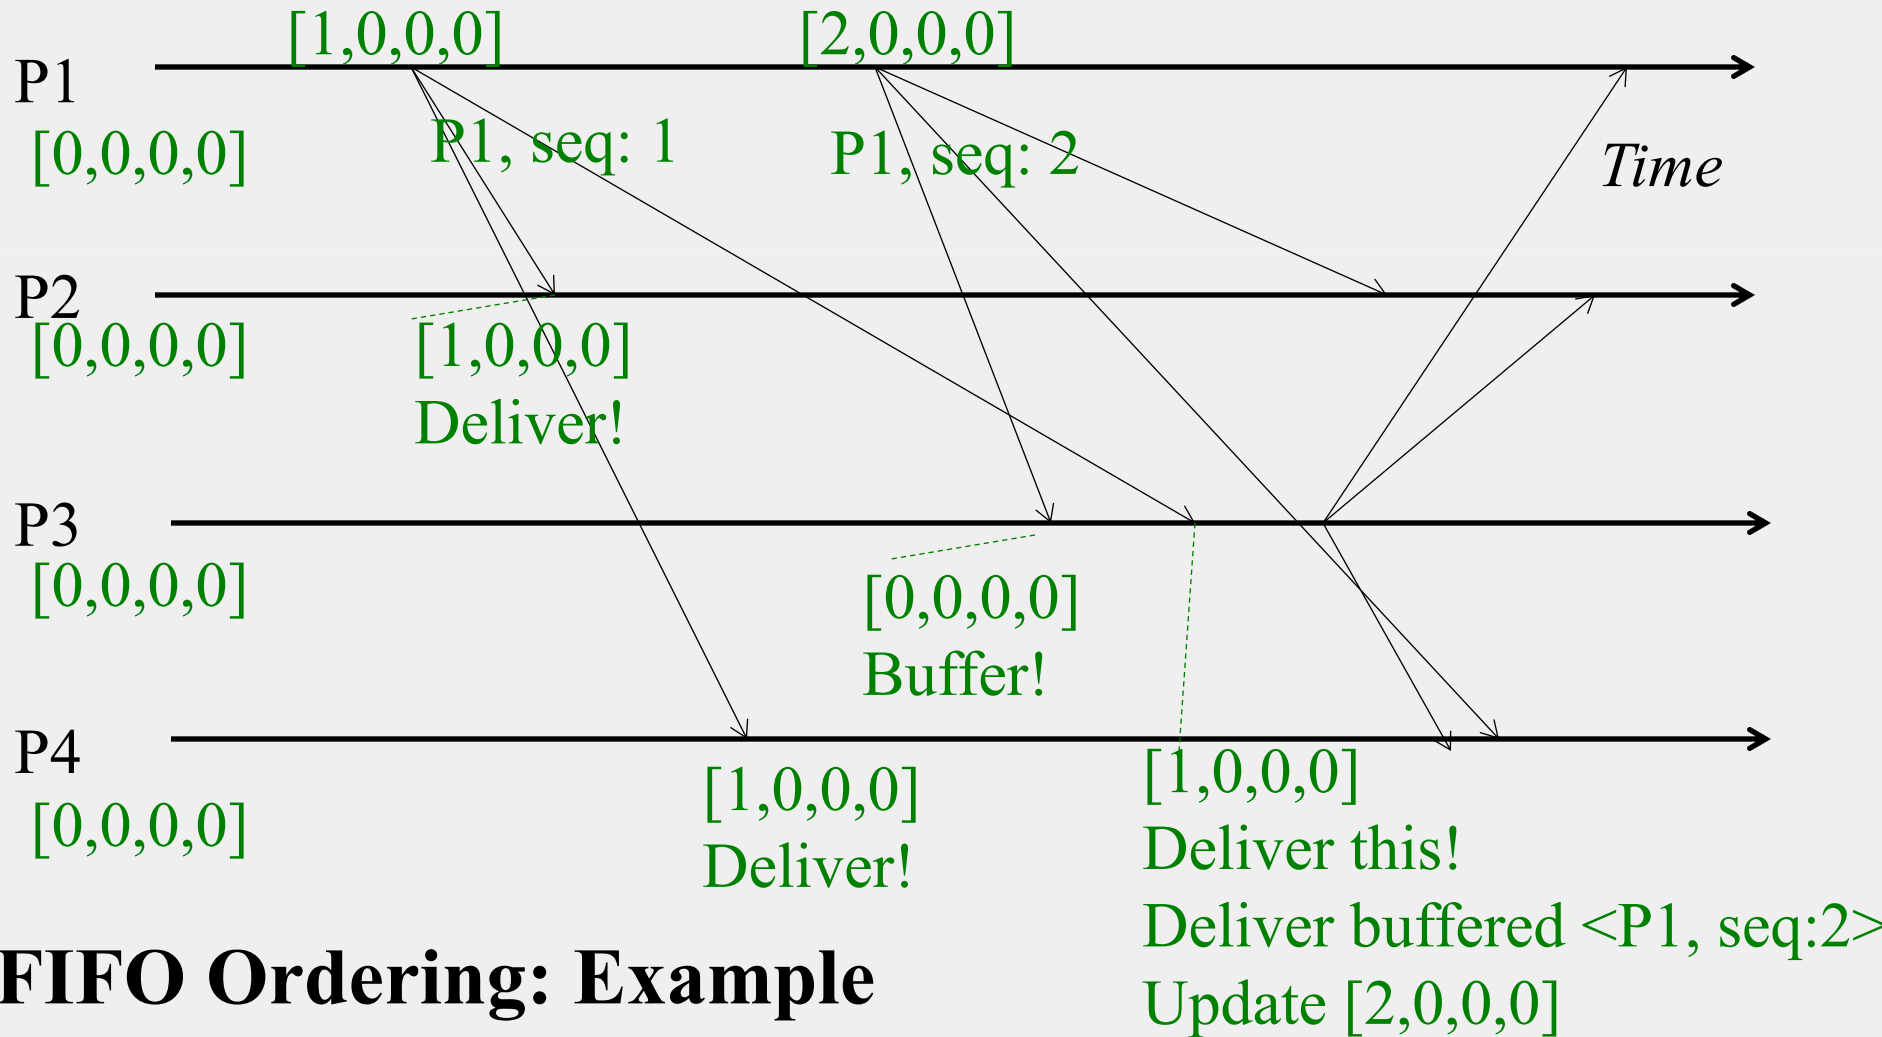 [1,0,0,0]
[2,0,0,0]
P1
[0,0,0,0]
P1, seq: 1
P1, seq: 2
Time
P2
[0,0,0,0]
[1,0,0,0]
Deliver!
P3
[0,0,0,0]
[0,0,0,0]
Buffer!
P4
[0,0,0,0]
[1,0,0,0]
Deliver!
[1,0,0,0]
Deliver this!
Deliver buffered <P1, seq:2>
Update [2,0,0,0]
FIFO Ordering: Example